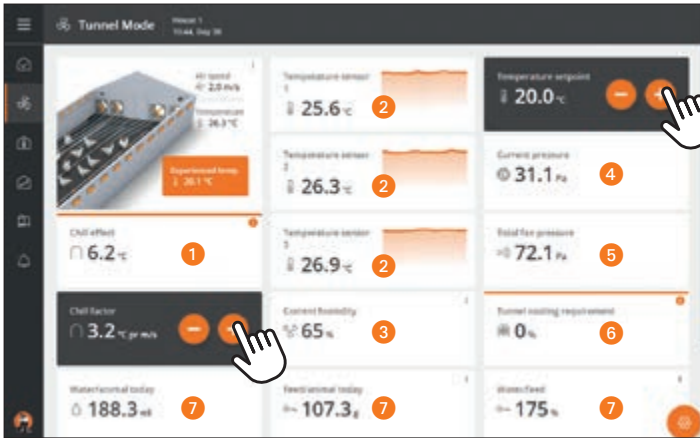 Tunnel Mode
House 1
10:44, Day 38
Air speed
2.0 m/s
Temperature
26.3 °C
Experienced temp.
26.1 °C
Temperature sensor
1
25.6 °C
2
Temperature setpoint
20.0 °C
Temperature sensor
2
26.3 °C
2
Current pressure
31.1 Pa
4
Chill effect
6.2 °C
1
Temperature sensor
3
26.9 °C
2
Total fan pressure
72.1 Pa
5
Chill factor
3.2 °C pr m/s
Current humidity
65 %
3
Tunnel cooling requirement
0 %
6
Water/animal today
188.3 ml
7
Feed/animal today
107.3 g
7
Water/feed
175 %
7